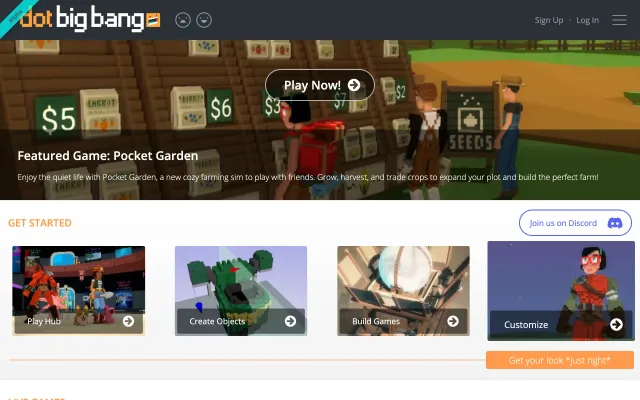 Alpha
dot big bang
Sign Up · Log In
Play Now!
$5
CARROT
CARROT
$6
$3
$7
$2
SEEDS
Featured Game: Pocket Garden
Enjoy the quiet life with Pocket Garden, a new cozy farming sim to play with friends. Grow, harvest, and trade crops to expand your plot and build the perfect farm!
GET STARTED
Join us on Discord
Play Hub
Create Objects
Build Games
Customize
Get your look *just right*
LIVE GAMES